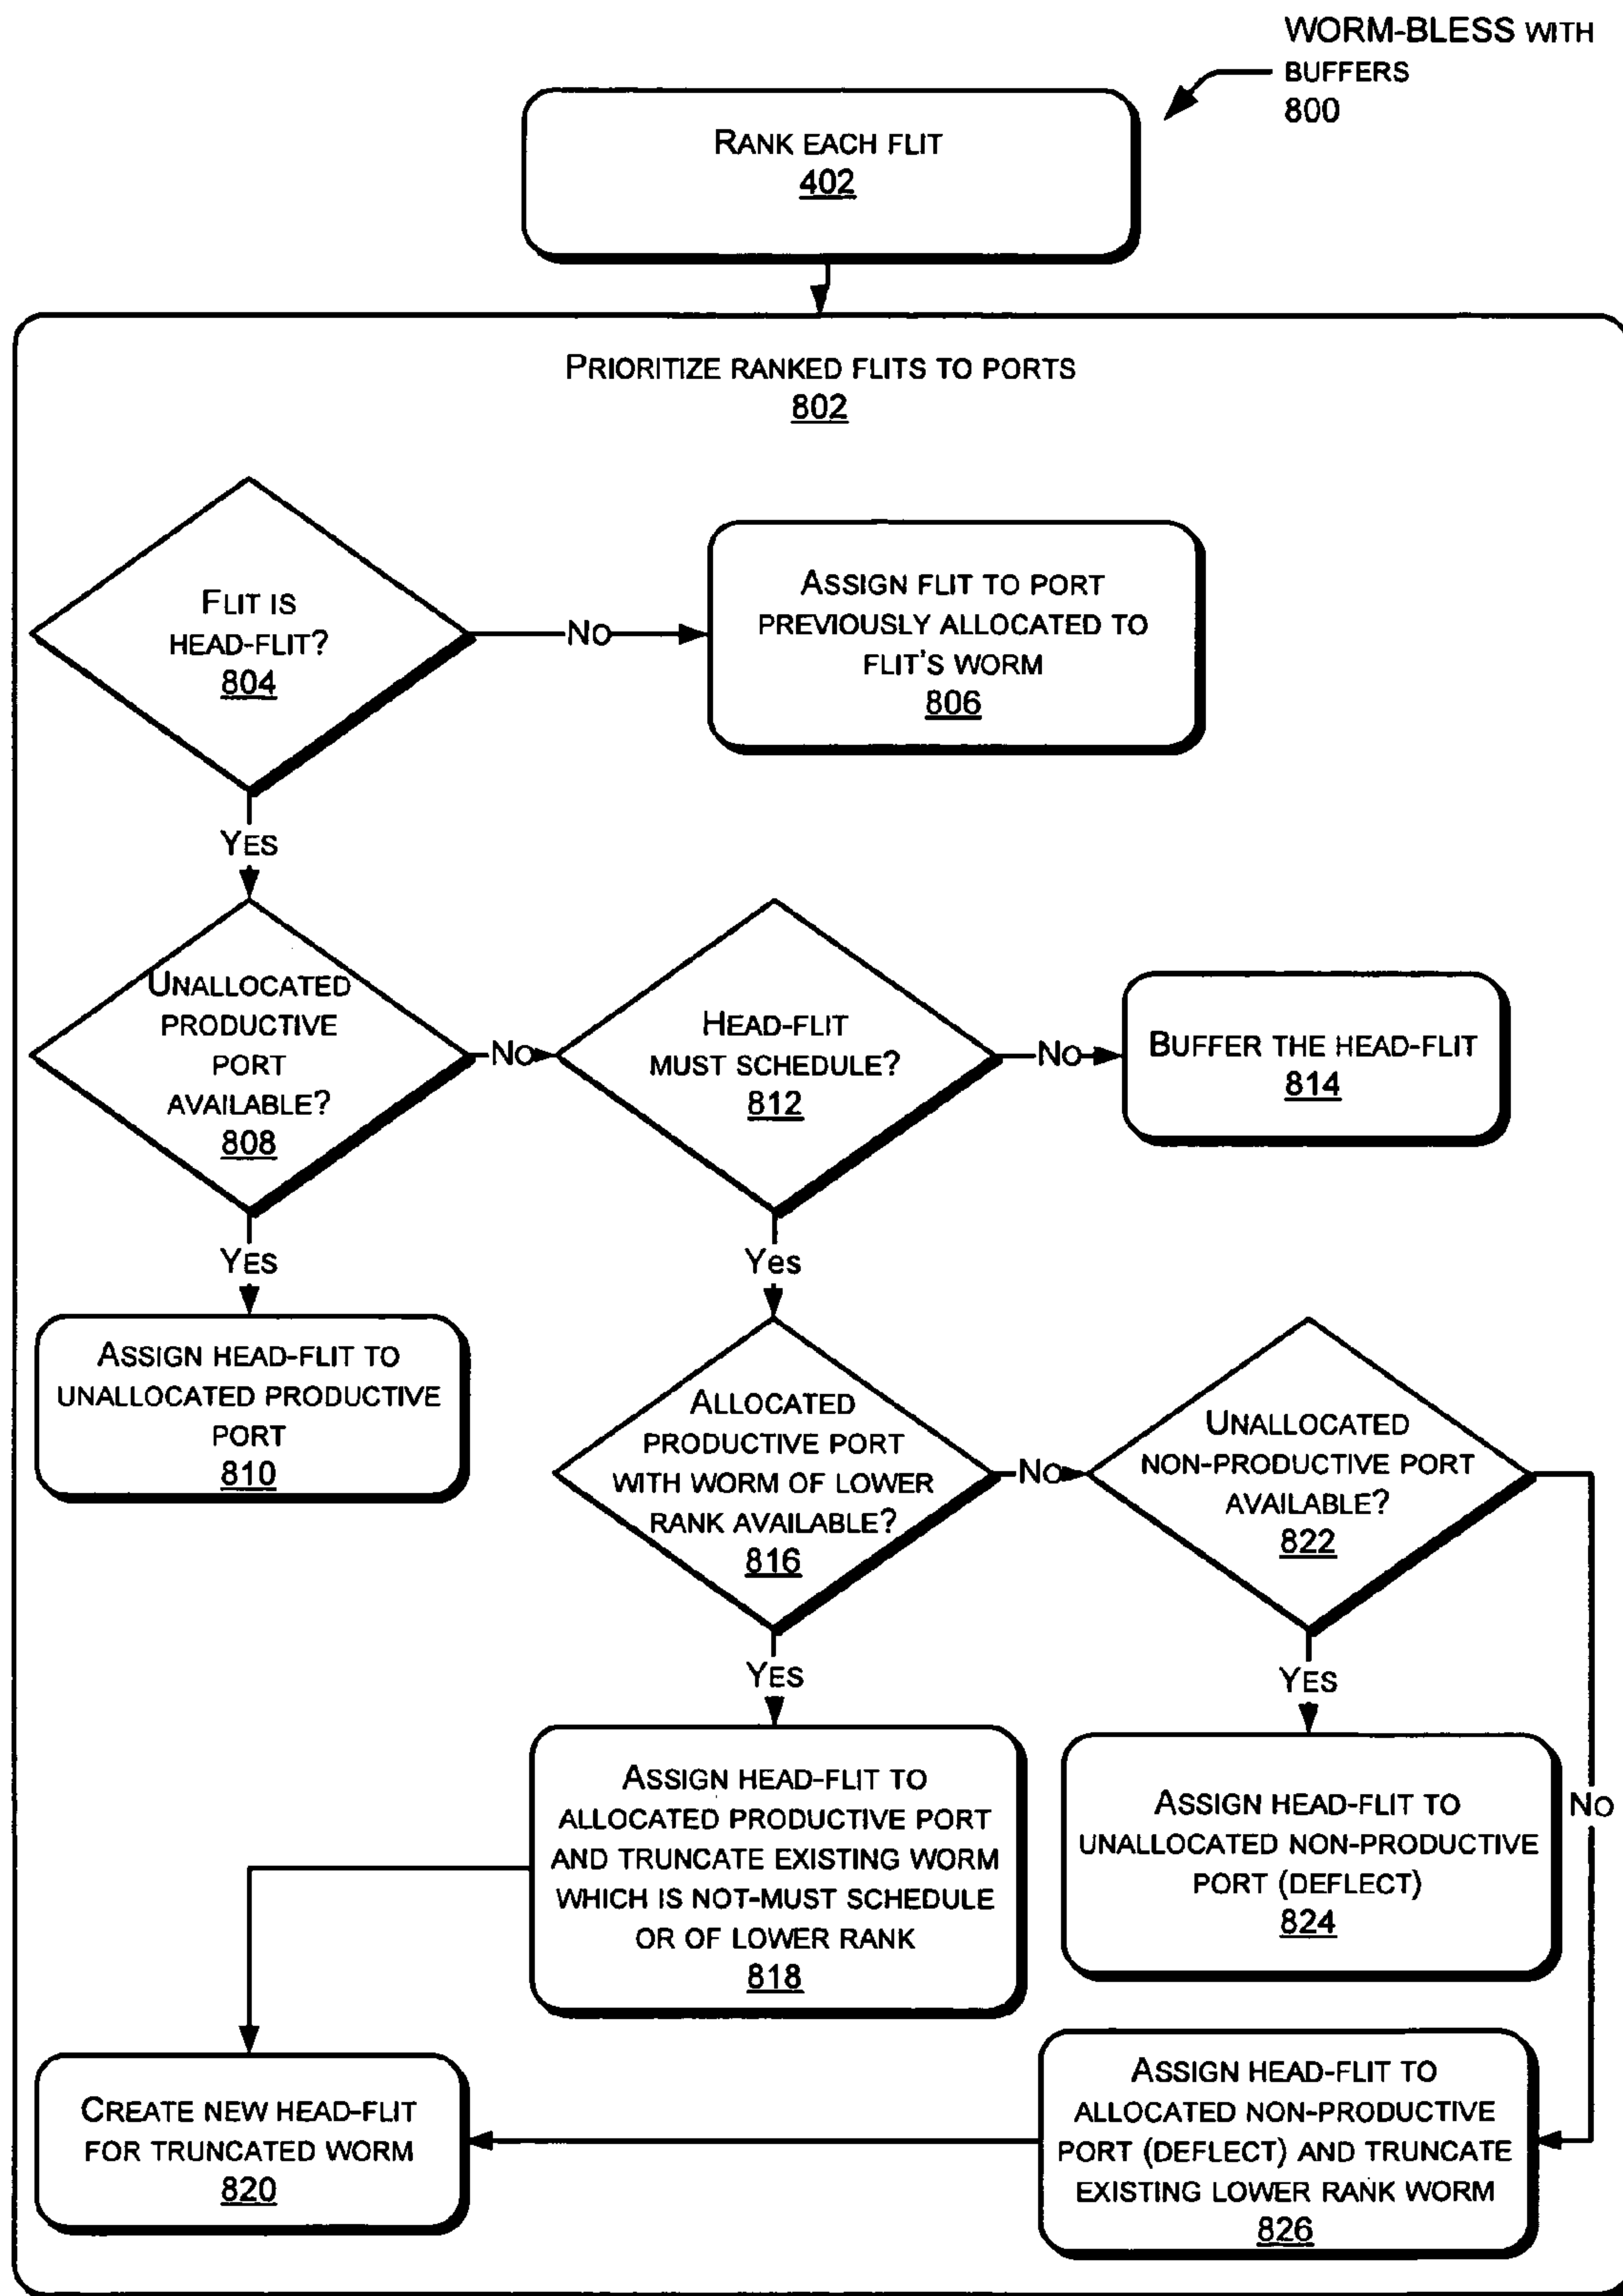 WORM-BLESS WITH
BUFFERS
800
RANK EACH FLIT
402
PRIORITIZE RANKED FLITS TO PORTS
802
FLIT IS
HEAD-FLIT?
804
NO
ASSIGN FLIT TO PORT
PREVIOUSLY ALLOCATED TO
FLIT'S WORM
806
YES
UNALLOCATED
PRODUCTIVE
PORT
AVAILABLE?
808
NO
HEAD-FLIT
MUST SCHEDULE?
812
NO
BUFFER THE HEAD-FLIT
814
YES
Yes
ASSIGN HEAD-FLIT TO
UNALLOCATED PRODUCTIVE
PORT
810
ALLOCATED
PRODUCTIVE PORT
WITH WORM OF LOWER
RANK AVAILABLE?
816
NO
UNALLOCATED
NON-PRODUCTIVE PORT
AVAILABLE?
822
YES
YES
NO
ASSIGN HEAD-FLIT TO
ALLOCATED PRODUCTIVE PORT
AND TRUNCATE EXISTING WORM
WHICH IS NOT-MUST SCHEDULE
OR OF LOWER RANK
818
ASSIGN HEAD-FLIT TO
UNALLOCATED NON-PRODUCTIVE
PORT (DEFLECT)
824
CREATE NEW HEAD-FLIT
FOR TRUNCATED WORM
820
ASSIGN HEAD-FLIT TO
ALLOCATED NON-PRODUCTIVE
PORT (DEFLECT) AND TRUNCATE
EXISTING LOWER RANK WORM
826